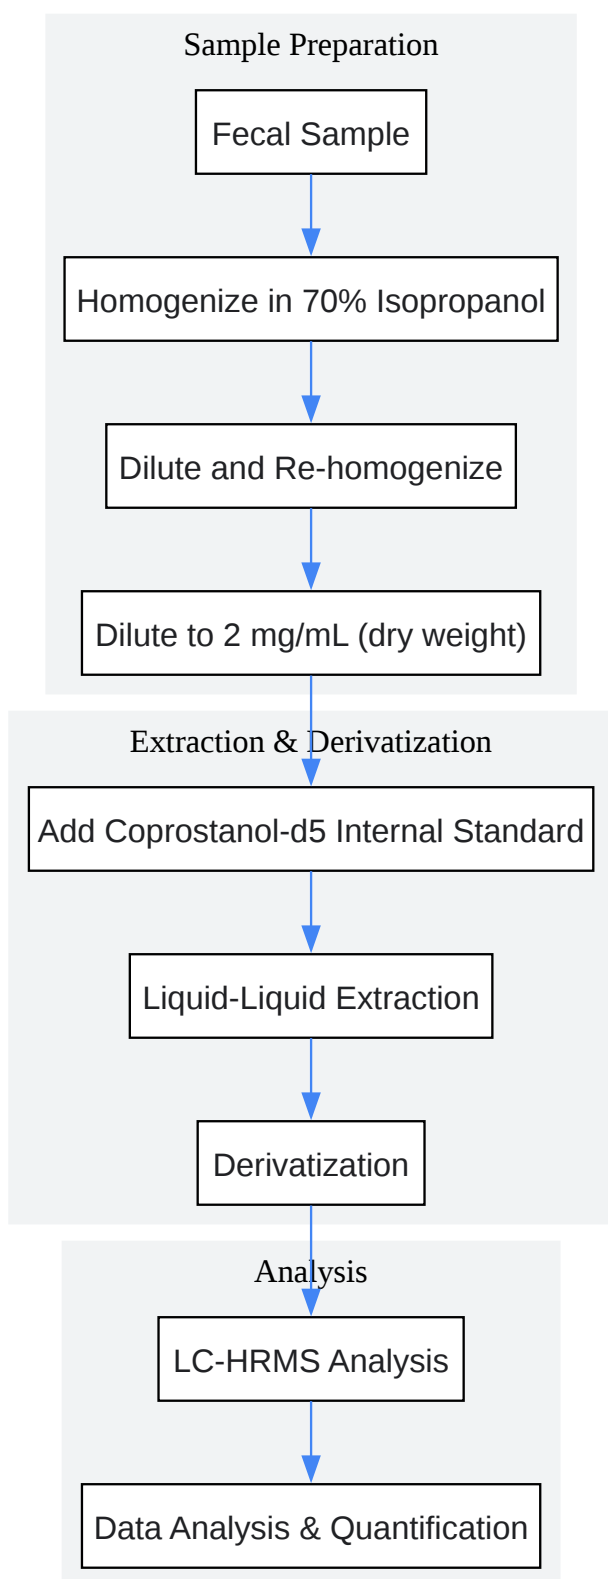 Sample Preparation
Fecal Sample
Homogenize in 70% Isopropanol
Dilute and Re-homogenize
Dilute to 2 mg/mL (dry weight)
Extraction & Derivatization
Add Coprostanol-d5 Internal Standard
Liquid-Liquid Extraction
Derivatization
Analysis
LC-HRMS Analysis
Data Analysis & Quantification